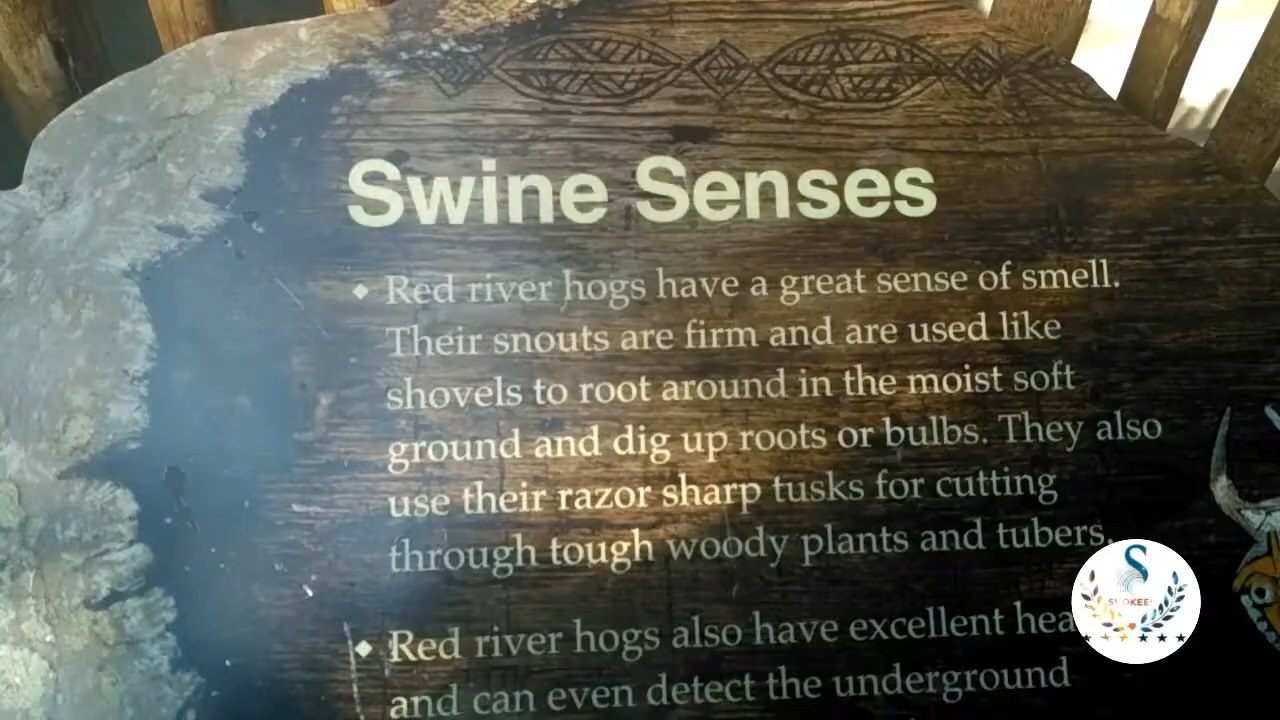 Swine Senses
◆ Red river hogs have a great sense of smell.
Their snouts are firm and are used like
shovels to root around in the moist soft
ground and dig up roots or bulbs. They also
use their razor sharp tusks for cutting
through tough woody plants and tubers.
◆ Red river hogs also have excellent
and can even detect the underground